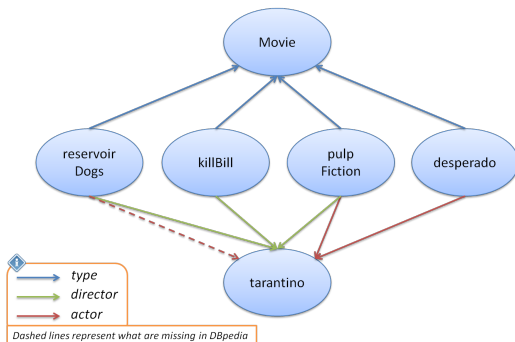 Movie
reservoir
Dogs
killBill
pulp
Fiction
desperado
tarantino
type
director
actor
Dashed lines represent what are missing in DBpedia